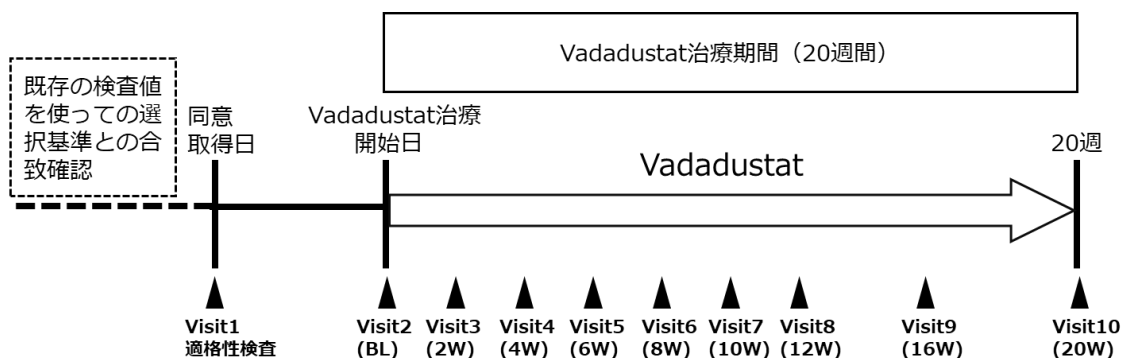 Vadadustat治療期間（20週間）
既存の検査値
を使っての選
択基準との合
致確認
同意
取得日
Vadadustat治療
開始日
20週
Vadadustat
Visit1
適格性検査
Visit2
(BL)
Visit3
(2W)
Visit4
(4W)
Visit5
(6W)
Visit6
(8W)
Visit7
(10W)
Visit8
(12W)
Visit9
(16W)
Visit10
(20W)